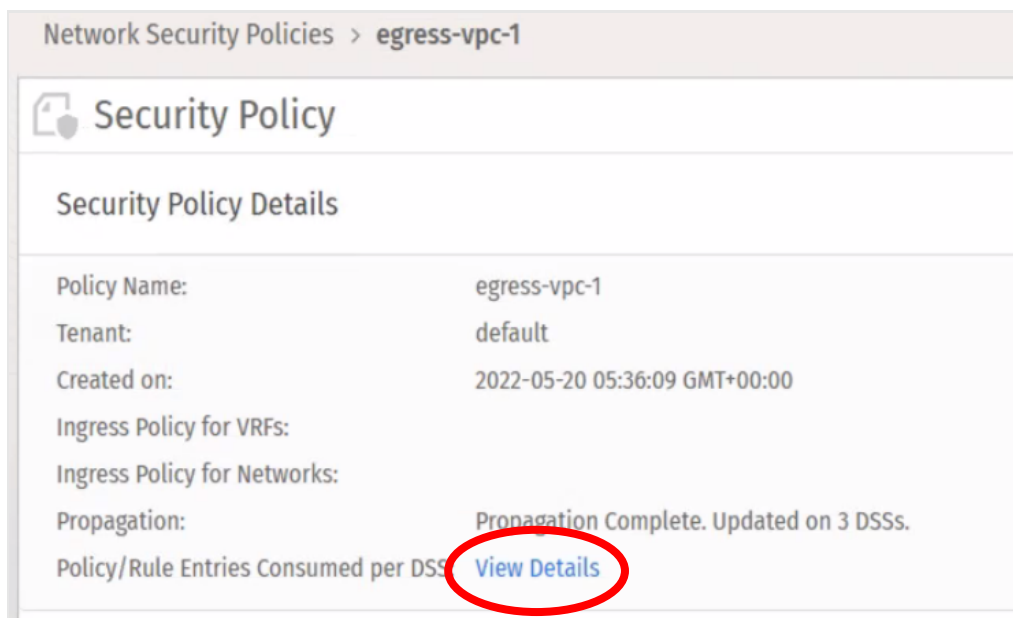 Network Security Policies > egress-vpc-1
Security Policy
Security Policy Details
Policy Name: egress-vpc-1
Tenant: default
Created on: 2022-05-20 05:36:09 GMT+00:00
Ingress Policy for VRFs:
Ingress Policy for Networks:
Propagation: Propagation Complete. Updated on 3 DSSs.
Policy/Rule Entries Consumed per DSS View Details